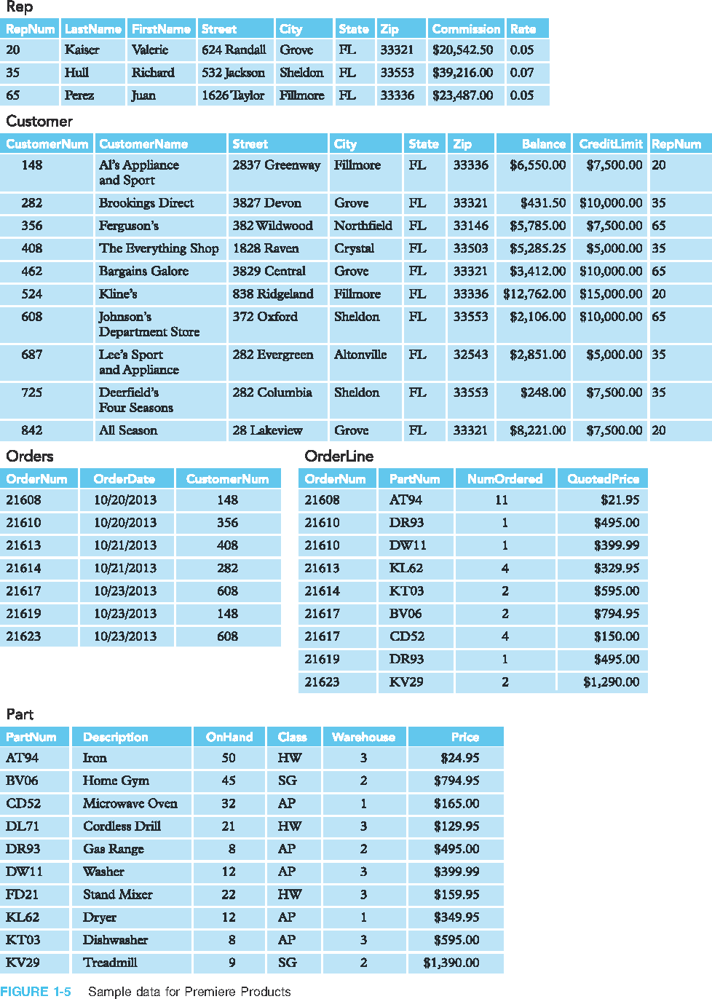 Rep
RepNum LastName FirstName Street City State Zip Commission Rate
20 Kaiser Valerie 624 Randall Grove FL 33321 $20,542.50 0.05
35 Hull Richard 532 Jackson Sheldon FL 33553 $39,216.00 0.07
65 Perez Juan 1626 Taylor Fillmore FL 33336 $23,487.00 0.05
Customer
CustomerNum CustomerName Street City State Zip Balance CreditLimit RepNum
148 Al's Appliance 2837 Greenway Fillmore FL 33336 $6,550.00 $7,500.00 20
and Sport
282 Brookings Direct 3827 Devon Grove FL 33321 $431.50 $10,000.00 35
356 Ferguson's 382 Wildwood Northfield FL 33146 $5,785.00 $7,500.00 65
408 The Everything Shop 1828 Raven Crystal FL 33503 $5,285.25 $5,000.00 35
462 Bargains Galore 3829 Central Grove FL 33321 $3,412.00 $10,000.00 65
524 Kline's 838 Ridgeland Fillmore FL 33336 $12,762.00 $15,000.00 20
608 Johnson's 372 Oxford Sheldon FL 33553 $2,106.00 $10,000.00 65
Department Store
687 Lee's Sport 282 Evergreen Altonville FL 32543 $2,851.00 $5,000.00 35
and Appliance
725 Deerfield's 282 Columbia Sheldon FL 33553 $248.00 $7,500.00 35
Four Seasons
842 All Season 28 Lakeview Grove FL 33321 $8,221.00 $7,500.00 20
Orders
OrderNum OrderDate CustomerNum
21608 10/20/2013 148
21610 10/20/2013 356
21613 10/21/2013 408
21614 10/21/2013 282
21617 10/23/2013 608
21619 10/23/2013 148
21623 10/23/2013 608
OrderLine
OrderNum PartNum NumOrdered QuotedPrice
21608 AT94 11 $21.95
21610 DR93 1 $495.00
21610 DW11 1 $399.99
21613 KL62 4 $329.95
21614 KT03 2 $595.00
21617 BV06 2 $794.95
21617 CD52 4 $150.00
21619 DR93 1 $495.00
21623 KV29 2 $1,290.00
Part
PartNum Description OnHand Class Warehouse Price
AT94 Iron 50 HW 3 $24.95
BV06 Home Gym 45 SG 2 $794.95
CD52 Microwave Oven 32 AP 1 $165.00
DL71 Cordless Drill 21 HW 3 $129.95
DR93 Gas Range 8 AP 2 $495.00
DW11 Washer 12 AP 3 $399.99
FD21 Stand Mixer 22 HW 3 $159.95
KL62 Dryer 12 AP 1 $349.95
KT03 Dishwasher 8 AP 3 $595.00
KV29 Treadmill 9 SG 2 $1,390.00
FIGURE 1-5 Sample data for Premiere Products